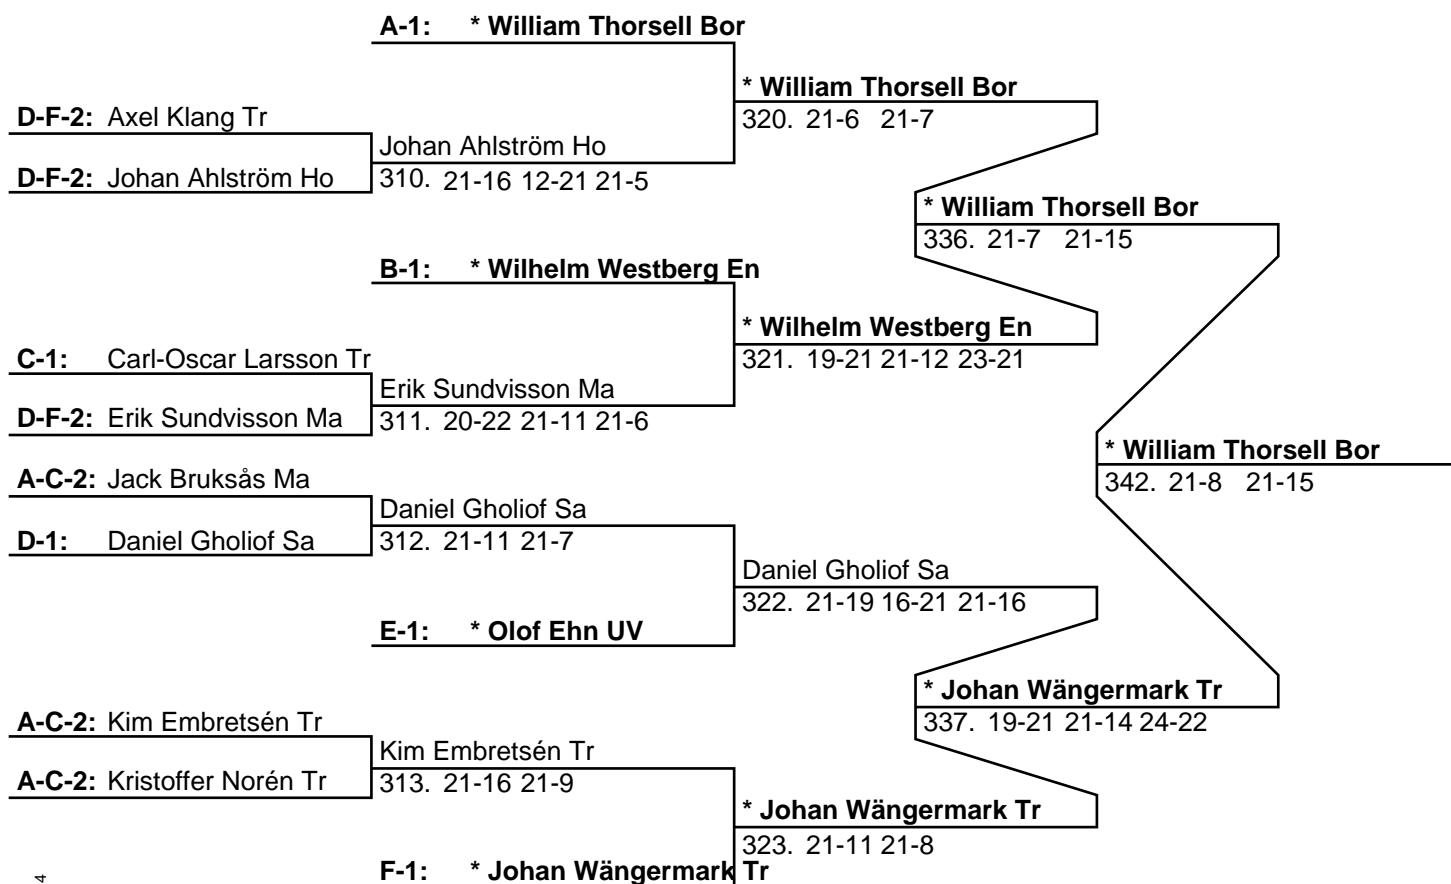 A-1: * William Thorsell Bor
* William Thorsell Bor
320. 21-6 21-7
D-F-2: Axel Klang Tr
Johan Ahlström Ho
D-F-2: Johan Ahlström Ho
310. 21-16 12-21 21-5
* William Thorsell Bor
336. 21-7 21-15
B-1: * Wilhelm Westberg En
* Wilhelm Westberg En
321. 19-21 21-12 23-21
C-1: Carl-Oscar Larsson Tr
Erik Sundvisson Ma
D-F-2: Erik Sundvisson Ma
311. 20-22 21-11 21-6
* William Thorsell Bor
342. 21-8 21-15
A-C-2: Jack Bruksås Ma
Daniel Gholiof Sa
D-1: Daniel Gholiof Sa
312. 21-11 21-7
Daniel Gholiof Sa
322. 21-19 16-21 21-16
E-1: * Olof Ehn UV
* Johan Wängermark Tr
337. 19-21 21-14 24-22
A-C-2: Kim Embretsén Tr
Kim Embretsén Tr
A-C-2: Kristoffer Norén Tr
313. 21-16 21-9
* Johan Wängermark Tr
323. 21-11 21-8
F-1: * Johan Wängermark Tr
4